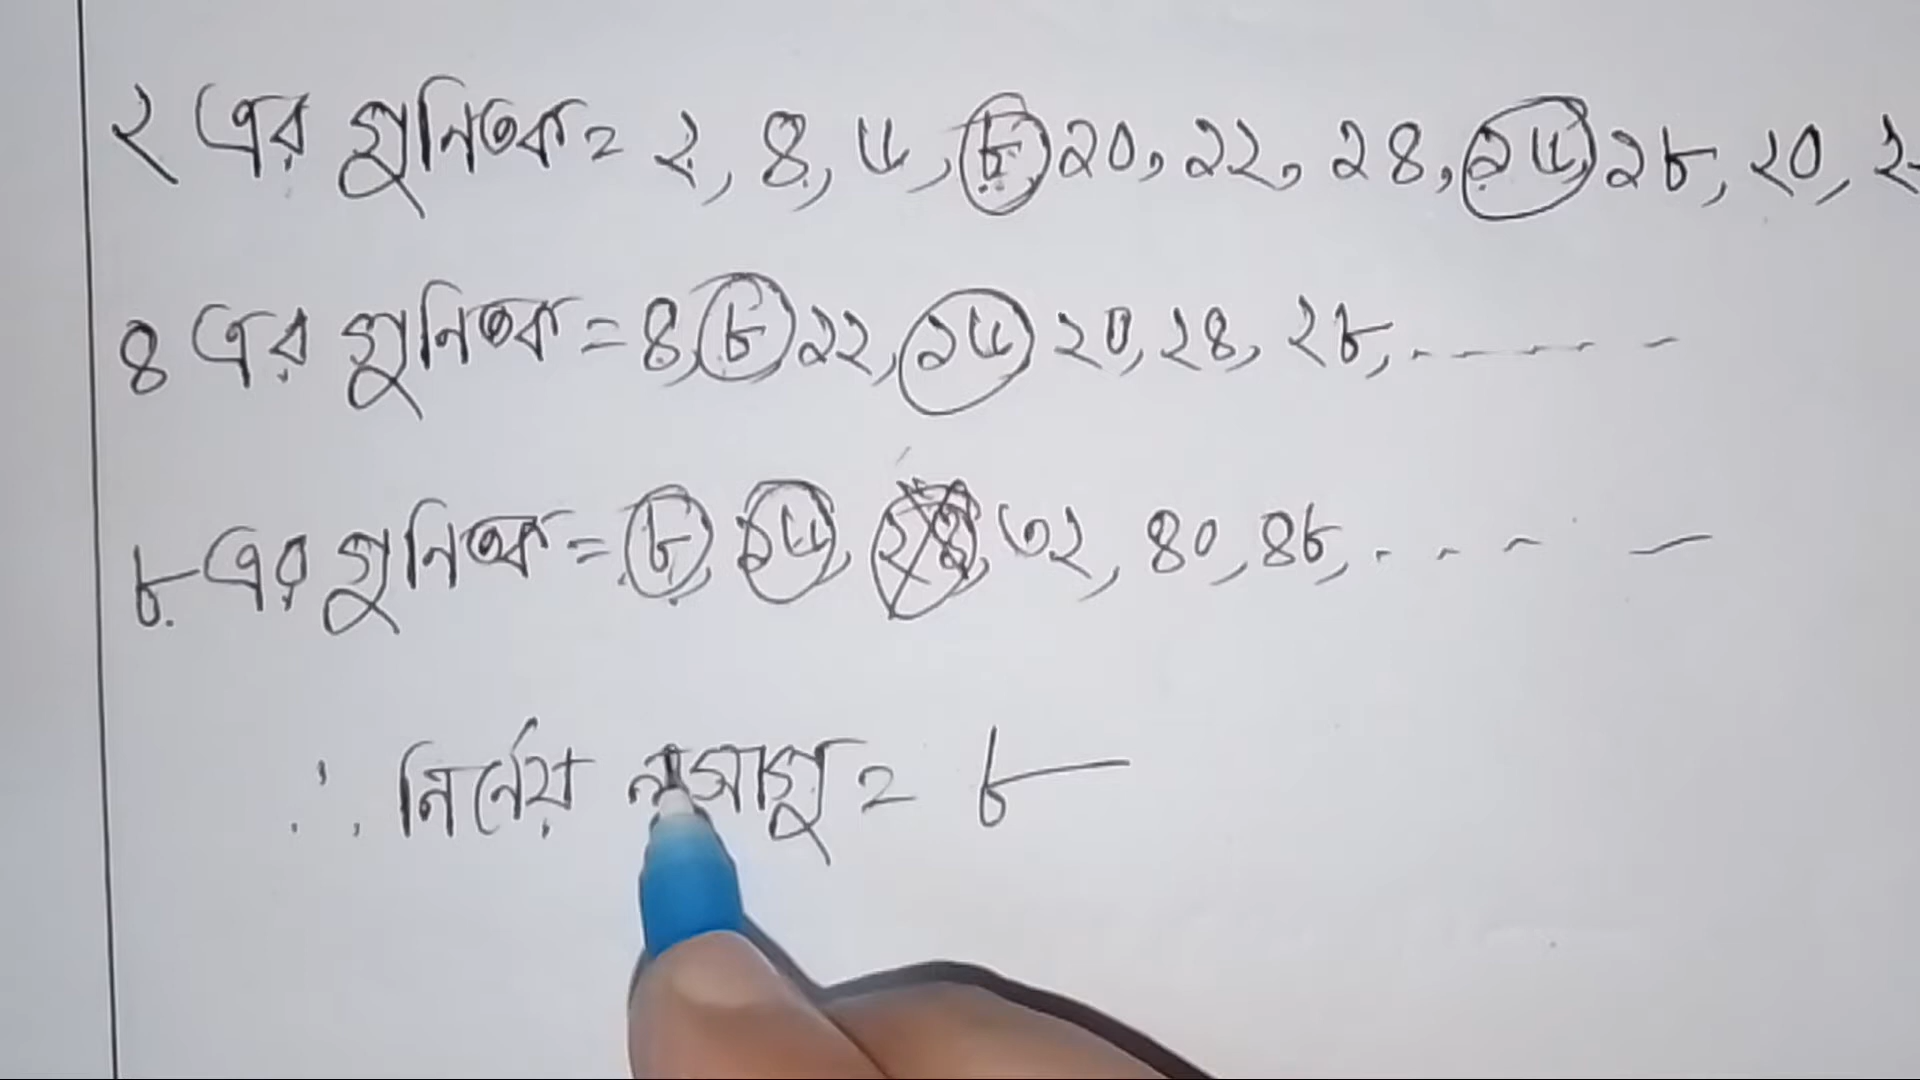 ২ এর গুনিতক = ২, ৪, ৬, ৮ ১০, ১২, ১৪, ১৬ ১৮, ২০,
৪ এর গুনিতক = ৪, ৮ ১২, ১৬ ২০, ২৪, ২৮, .------
৮ এর গুনিতক = ৮, ১৬, ২৪, ৩২, ৪০, ৪৮, . . . - -
∴ নির্নেয় লসাগু = ৮